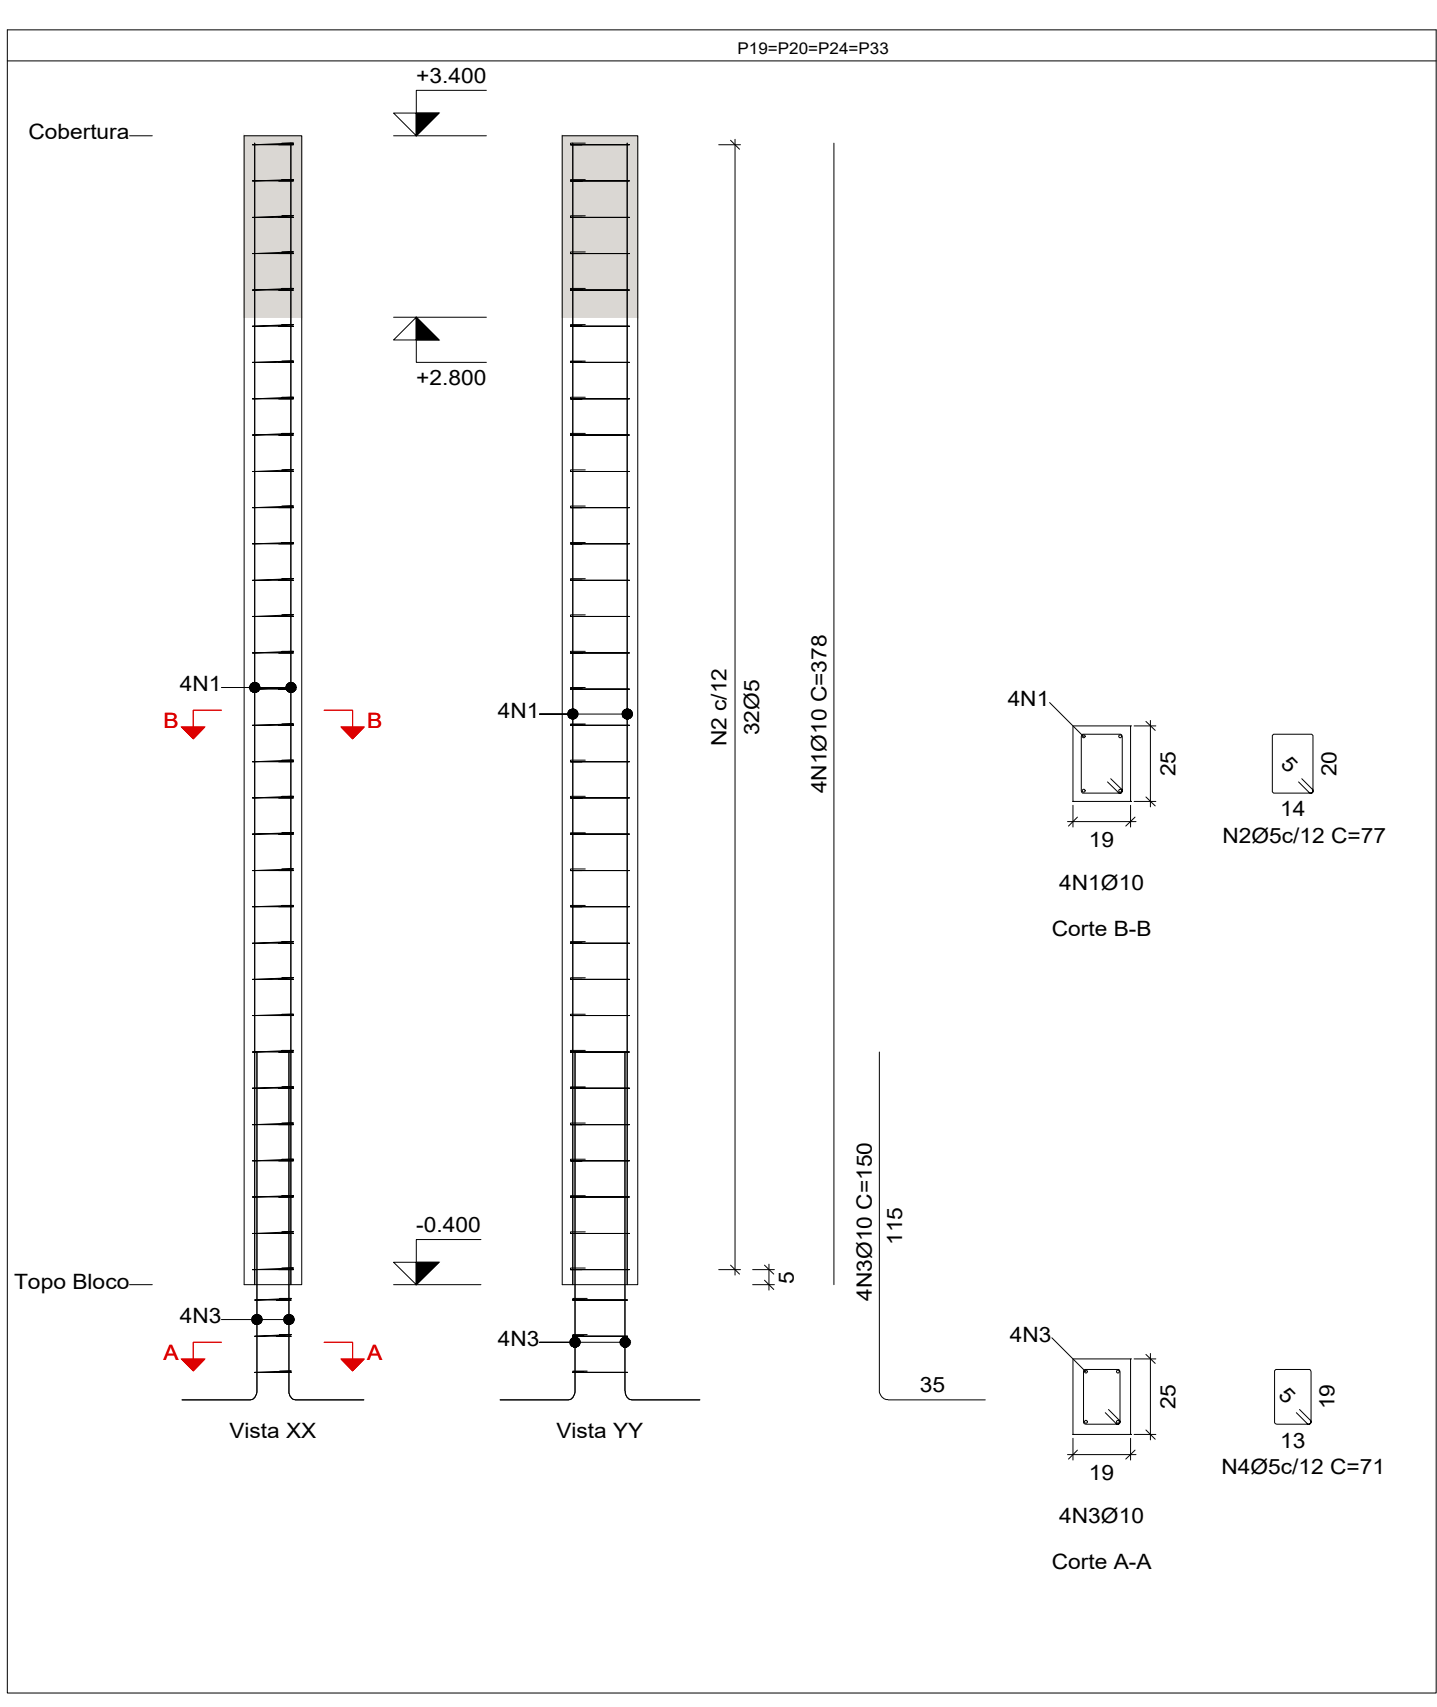 P19=P20=P24=P33
+3.400
Cobertura
+2.800
4N1
B
B
4N1
N2 c/12
32Ø5
4N1Ø10 C=378
4N1
25
19
4N1Ø10
Corte B-B
5
20
14
N2Ø5c/12 C=77
-0.400
Topo Bloco
5
4N3
A
A
4N3
Vista XX
Vista YY
4N3Ø10 C=150
115
35
4N3
25
19
4N3Ø10
Corte A-A
5
19
13
N4Ø5c/12 C=71